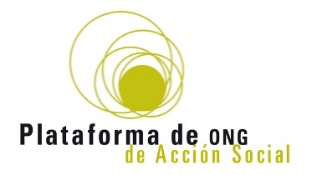 Plataforma de ONG
de Acción Social